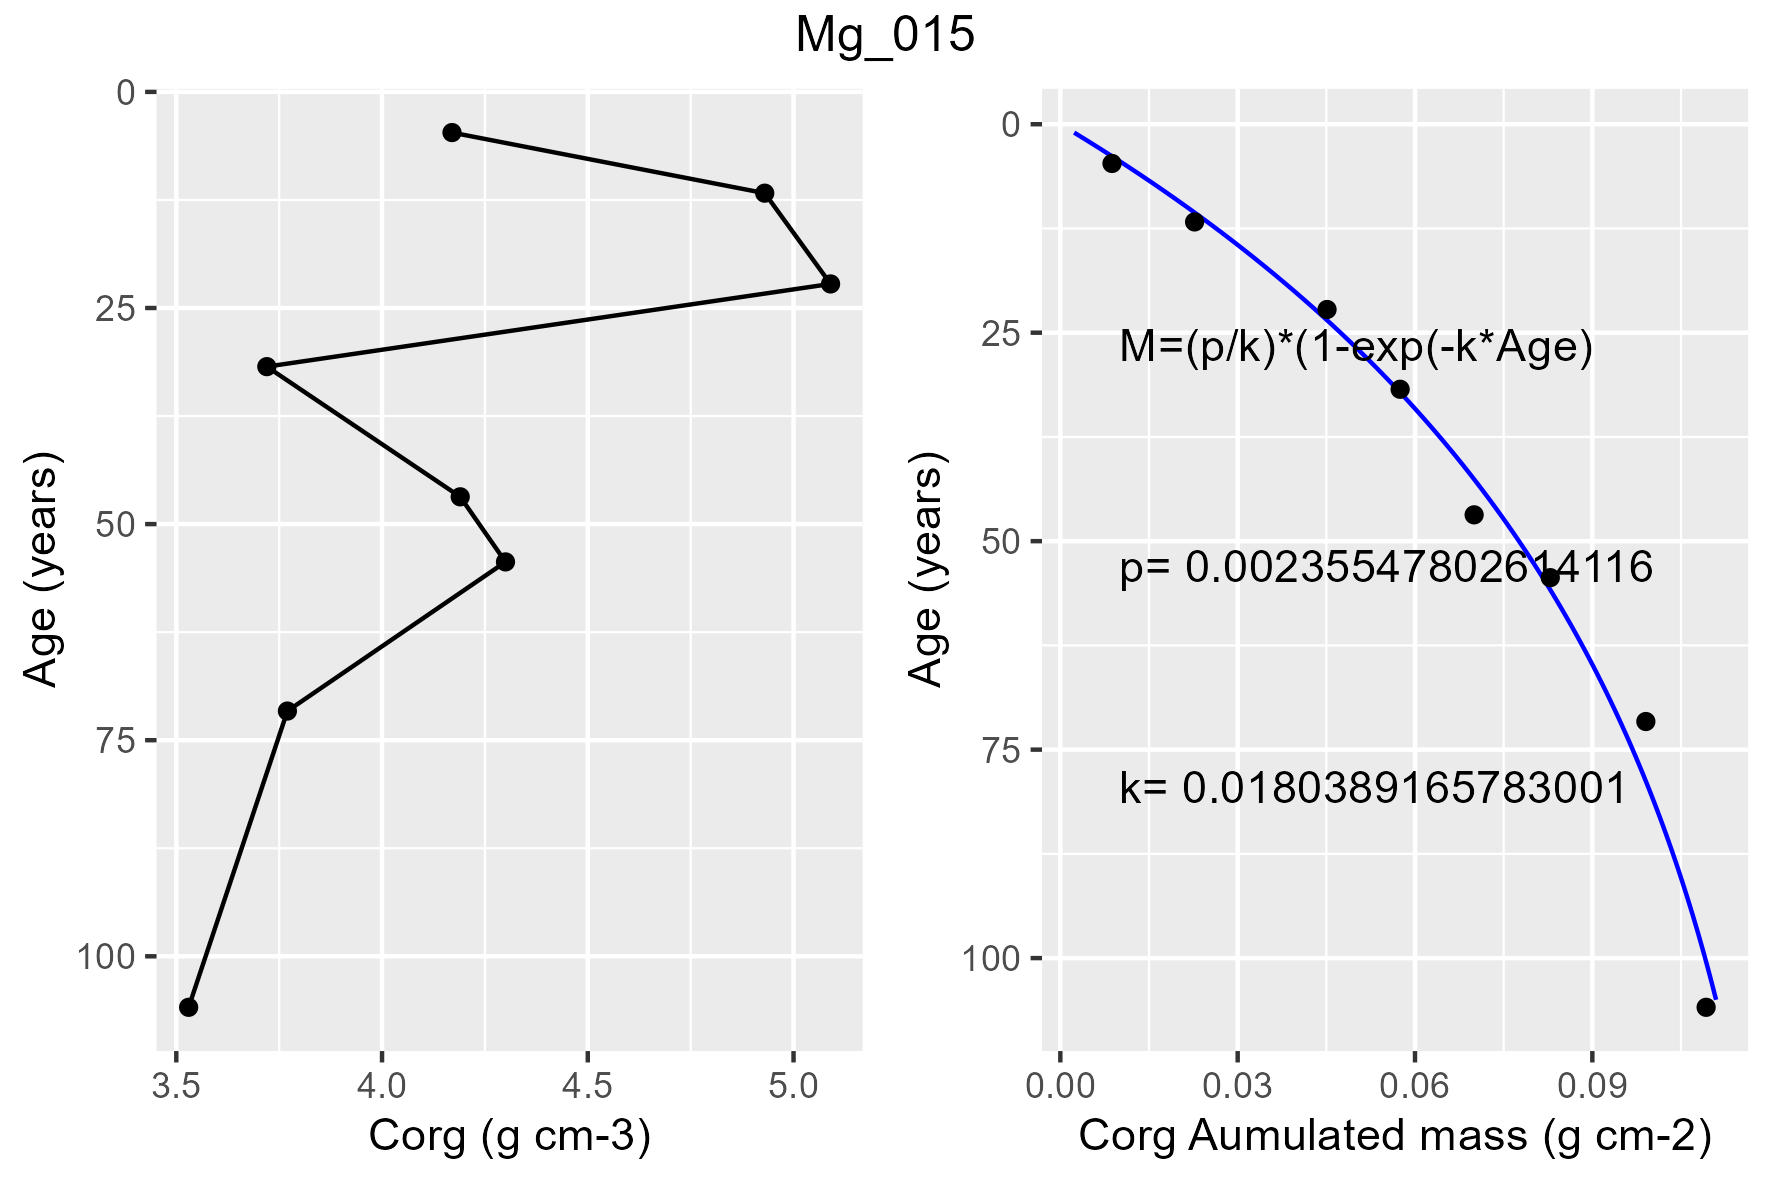 Mg_015
0
25
50
75
100
Age (years)
3.5 4.0 4.5 5.0
Corg (g cm-3)
0
25
50
75
100
Age (years)
M=(p/k)*(1-exp(-k*Age)
p= 0.00235547802614116
k= 0.0180389165783001
0.00 0.03 0.06 0.09
Corg Aumulated mass (g cm-2)